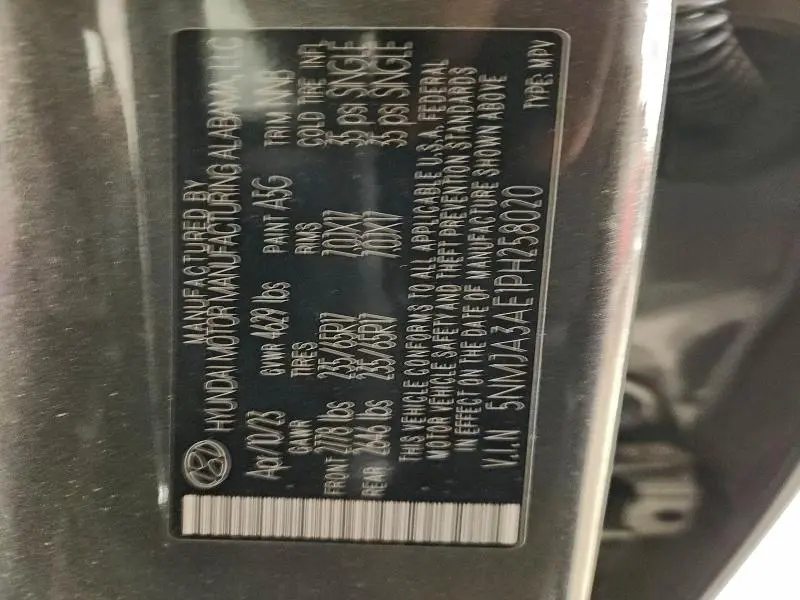 MANUFACTURED BY
HYUNDAI MOTOR MANUFACTURING ALABAMA, LLC
Apr/10/23 GVWR 4629 lbs PAINT A5G TRIM NNB
GAWR TIRES RIMS COLD TIRE INFL
FRONT 2778 lbs 235/65R17 7.0JX17 35 psi SINGLE
REAR 2646 lbs 235/65R17 7.0JX17 35 psi SINGLE
THIS VEHICLE CONFORMS TO ALL APPLICABLE U.S.A. FEDERAL
MOTOR VEHICLE SAFETY AND THEFT PREVENTION STANDARDS
IN EFFECT ON THE DATE OF MANUFACTURE SHOWN ABOVE
V.I.N 5NMJA3AE1PH258020
TYPE: MPV